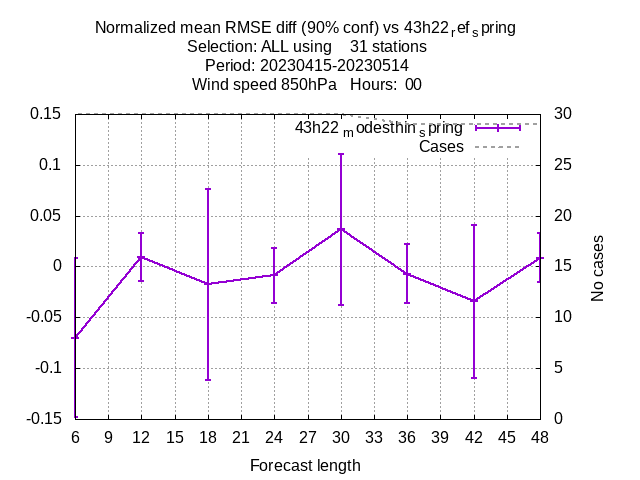 Normalized mean RMSE diff (90% conf) vs 43h22refspring
Selection: ALL using 31 stations
Period: 20230415-20230514
Wind speed 850hPa Hours: 00
0.15 30
43h22modesthinspring
Cases
0.1 25
0.05 20
0 15
-0.05 10
-0.1 5
-0.15 0
No cases
6 9 12 15 18 21 24 27 30 33 36 39 42 45 48
Forecast length